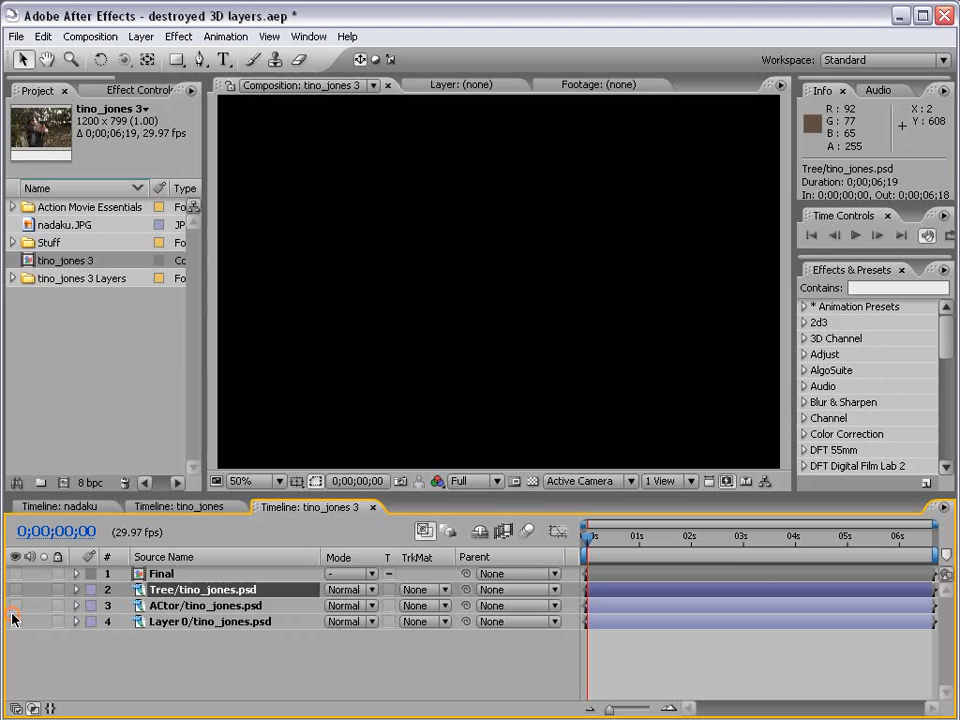 Adobe After Effects - destroyed 3D layers.aep *
File Edit Composition Layer Effect Animation View Window Help
Workspace: Standard
Project Effect Control
Composition: tino_jones 3 Layer: (none) Footage: (none)
Info Audio
tino_jones 3
1200 x 799 (1.00)
Δ 0;00;06;19, 29.97 fps
R: 92 X: 2
G: 77 Y: 608
B: 65
A: 255
Tree/tino_jones.psd
Duration: 0;00;06;19
In: 0;00;00;00, Out: 0;00;06;18
Name Type
Action Movie Essentials Fo
nadaku.JPG JP
Stuff Fo
tino_jones 3 Co
tino_jones 3 Layers Fo
Time Controls
Effects & Presets
Contains:
* Animation Presets
2d3
3D Channel
Adjust
AlgoSuite
Audio
Blur & Sharpen
Channel
Color Correction
DFT 55mm
DFT Digital Film Lab 2
8 bpc
50% 0;00;00;00 Full Active Camera 1 View
Timeline: nadaku Timeline: tino_jones Timeline: tino_jones 3
0;00;00;00 (29.97 fps)
# Source Name Mode T TrkMat Parent
0s 01s 02s 03s 04s 05s 06s
1 Final - None
2 Tree/tino_jones.psd Normal None None
3 ACtor/tino_jones.psd Normal None None
4 Layer 0/tino_jones.psd Normal None None